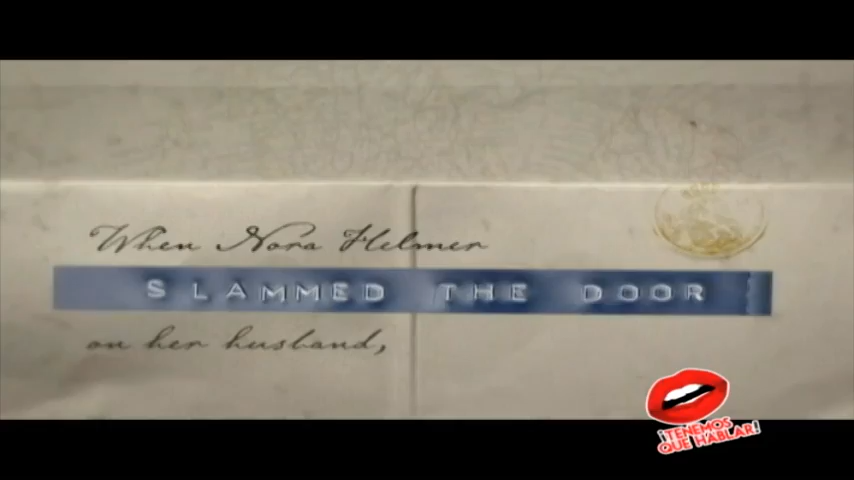 When Nora Helmer
SLAMMED THE DOOR
on her husband,
¡TENEMOS
QUE HABLAR!